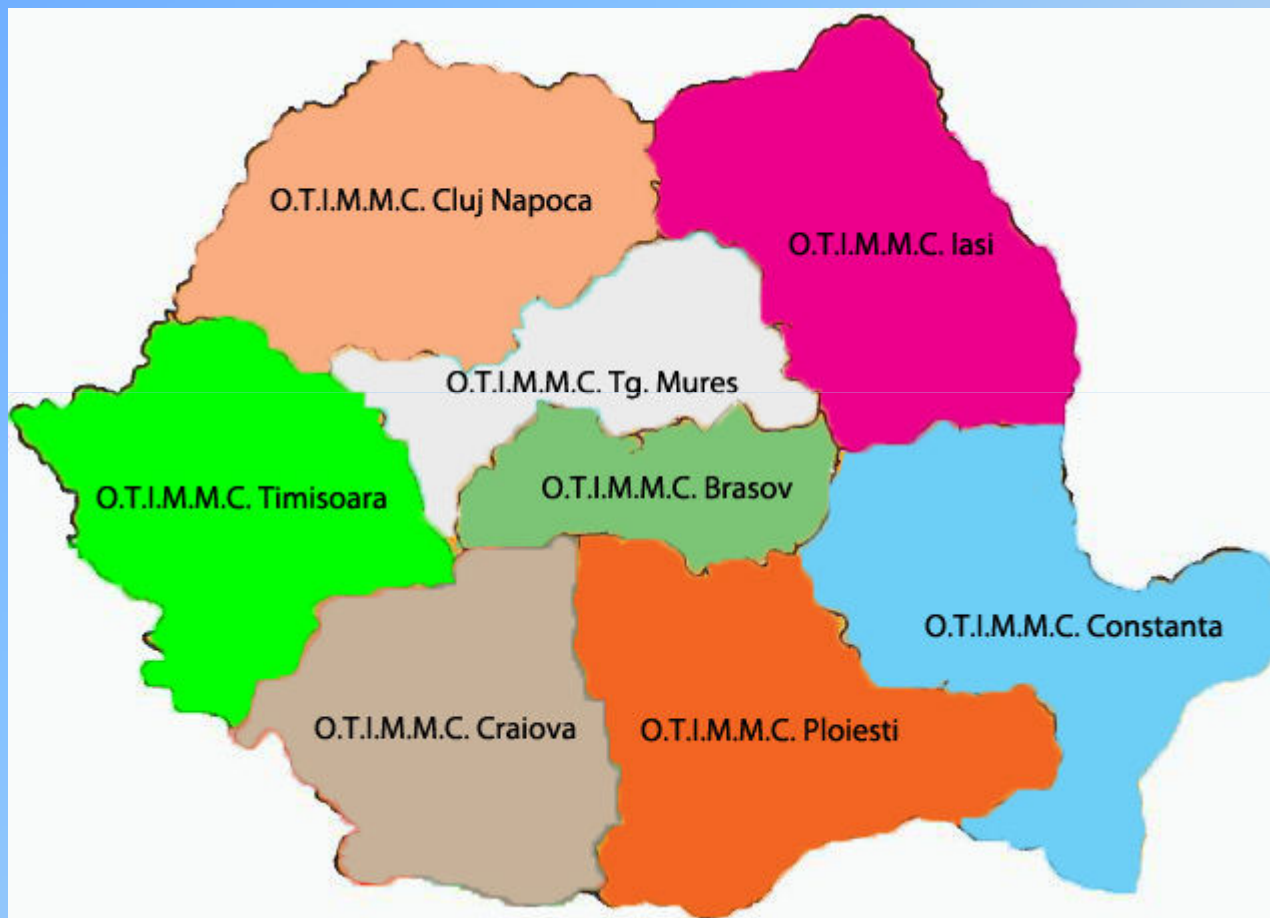 O.T.I.M.M.C. Cluj Napoca
O.T.I.M.M.C. Iasi
O.T.I.M.M.C. Tg. Mures
O.T.I.M.M.C. Timisoara
O.T.I.M.M.C. Brasov
O.T.I.M.M.C. Constanta
O.T.I.M.M.C. Craiova
O.T.I.M.M.C. Ploiesti